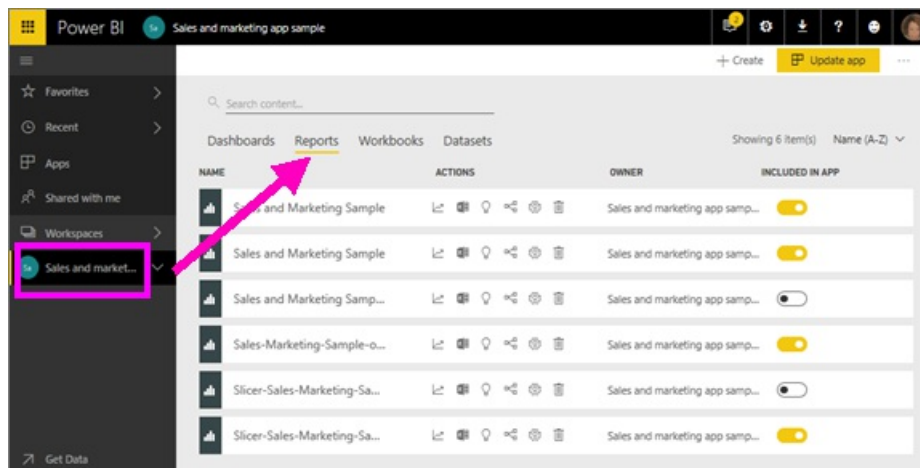 Power BI Sa Sales and marketing app sample 2 ?
+ Create Update app ...
Favorites
Recent
Apps
Shared with me
Workspaces
Sa Sales and market...
Get Data
Search content...
Dashboards Reports Workbooks Datasets Showing 6 item(s) Name (A-Z)
NAME ACTIONS OWNER INCLUDED IN APP
Sales and Marketing Sample Sales and marketing app samp...
Sales and Marketing Sample Sales and marketing app samp...
Sales and Marketing Samp... Sales and marketing app samp...
Sales-Marketing-Sample-o... Sales and marketing app samp...
Slicer-Sales-Marketing-Sa... Sales and marketing app samp...
Slicer-Sales-Marketing-Sa... Sales and marketing app samp...